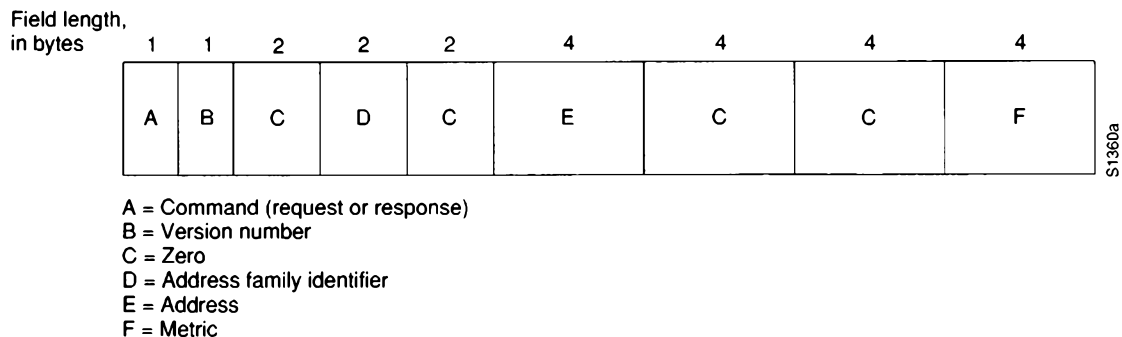 Field length,
in bytes 1 1 2 2 2 4 4 4 4
A B C D C E C C F
S1360a
A = Command (request or response)
B = Version number
C = Zero
D = Address family identifier
E = Address
F = Metric